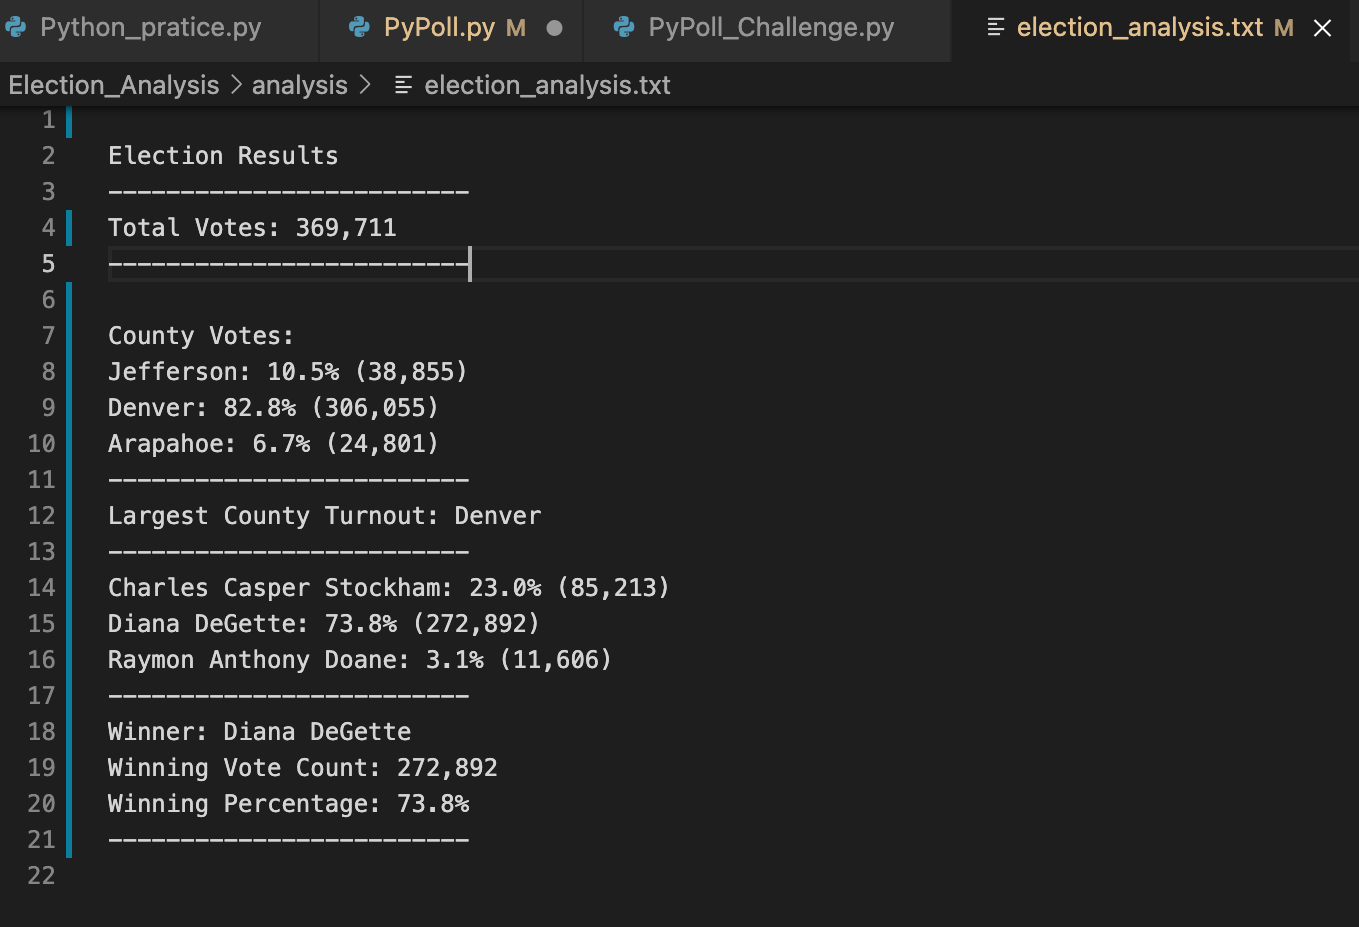 Python_pratice.py PyPoll.py M PyPoll_Challenge.py election_analysis.txt M
Election_Analysis > analysis > election_analysis.txt
1
2 Election Results
3 -------------------------
4 Total Votes: 369,711
5 -------------------------
6
7 County Votes:
8 Jefferson: 10.5% (38,855)
9 Denver: 82.8% (306,055)
10 Arapahoe: 6.7% (24,801)
11 -------------------------
12 Largest County Turnout: Denver
13 -------------------------
14 Charles Casper Stockham: 23.0% (85,213)
15 Diana DeGette: 73.8% (272,892)
16 Raymon Anthony Doane: 3.1% (11,606)
17 -------------------------
18 Winner: Diana DeGette
19 Winning Vote Count: 272,892
20 Winning Percentage: 73.8%
21 -------------------------
22